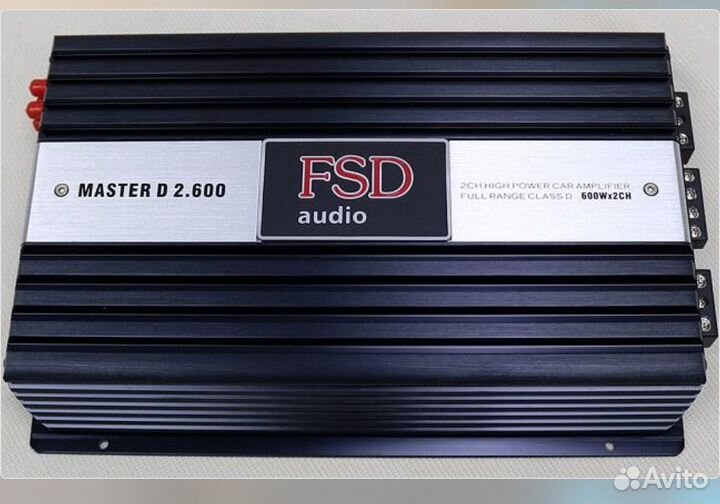 MASTER D 2.600
FSD
audio
2CH HIGH POWER CAR AMPLIFIER
FULL RANGE CLASS D 600Wx2CH
Avito